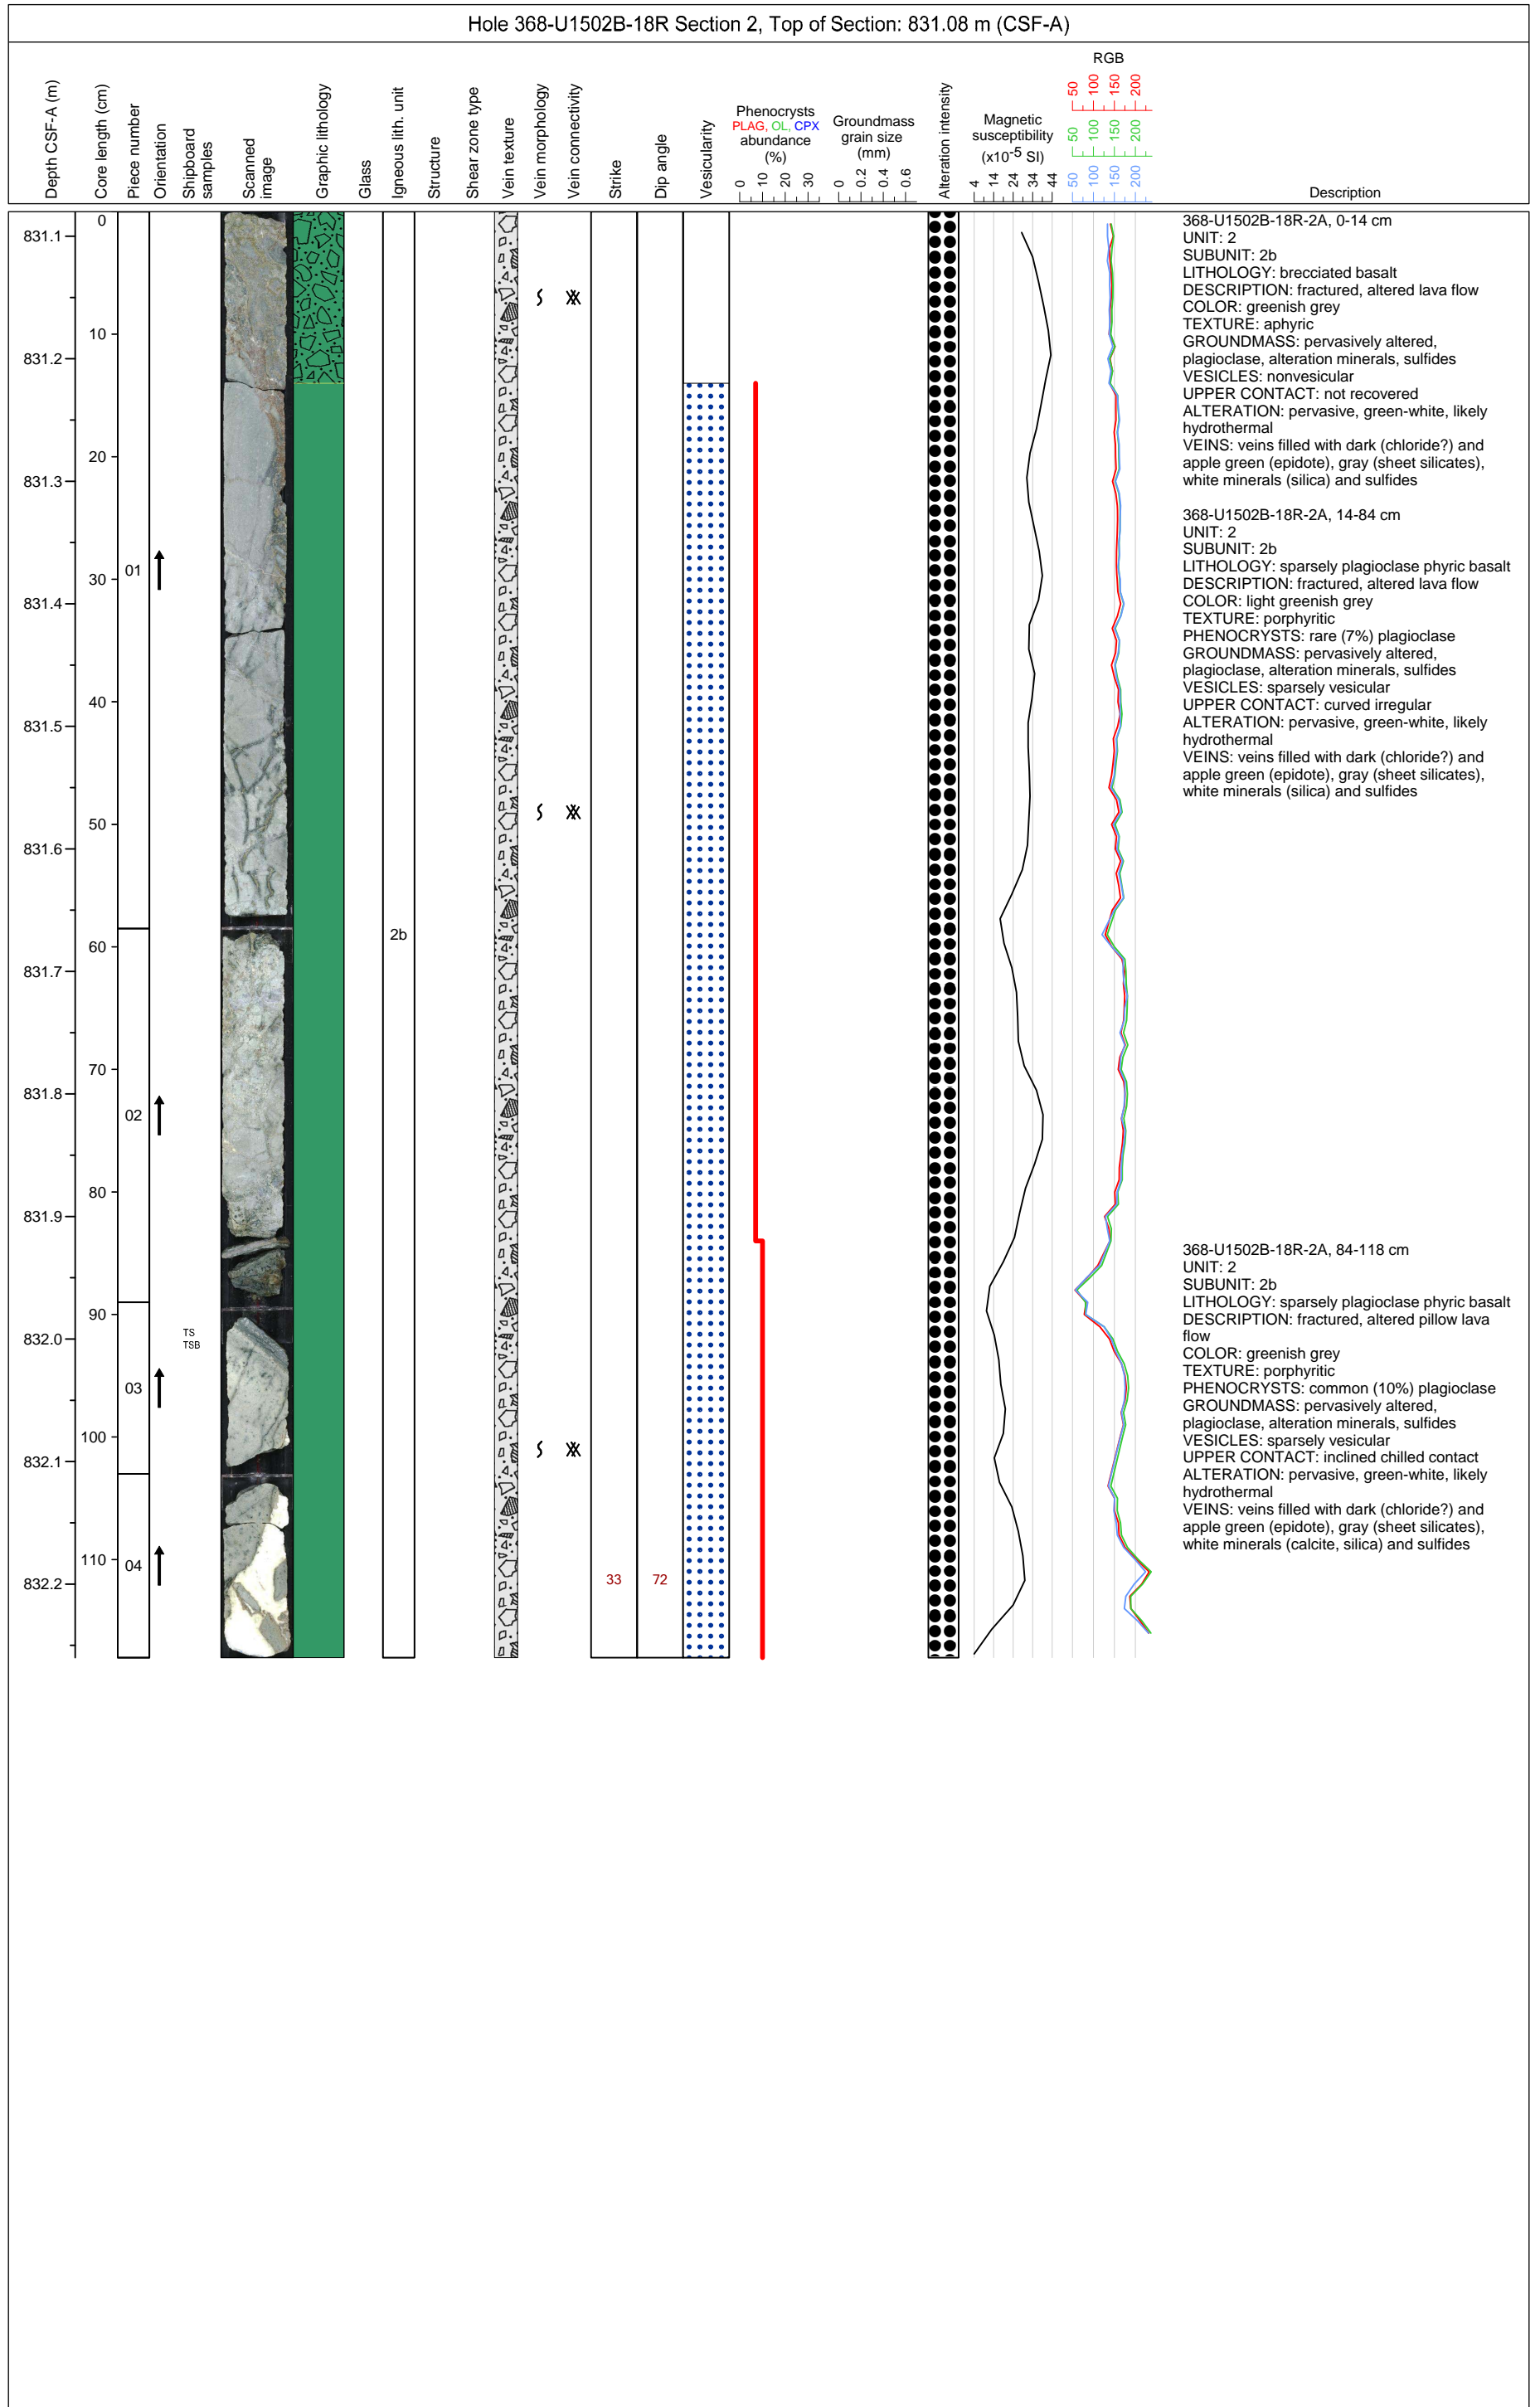 Hole 368-U1502B-18R Section 2, Top of Section: 831.08 m (CSF-A)
Depth CSF-A (m)
Core length (cm)
Piece number
Orientation
Shipboard
samples
Scanned
image
Graphic lithology
Glass
Igneous lith. unit
Structure
Shear zone type
Vein texture
Vein morphology
Vein connectivity
Strike
Dip angle
Vesicularity
Phenocrysts
PLAG, OL, CPX
abundance
(%)
0 10 20 30
Groundmass
grain size
(mm)
0 0.2 0.4 0.6
Alteration intensity
Magnetic
susceptibility
(x10-5 SI)
4 14 24 34 44
RGB
50 100 150 200
50 100 150 200
50 100 150 200
Description
831.1
831.2
831.3
831.4
831.5
831.6
831.7
831.8
831.9
832.0
832.1
832.2
0
10
20
30
40
50
60
70
80
90
100
110
01
02
03
04
TS
TSB
2b
33
72
368-U1502B-18R-2A, 0-14 cm
UNIT: 2
SUBUNIT: 2b
LITHOLOGY: brecciated basalt
DESCRIPTION: fractured, altered lava flow
COLOR: greenish grey
TEXTURE: aphyric
GROUNDMASS: pervasively altered,
plagioclase, alteration minerals, sulfides
VESICLES: nonvesicular
UPPER CONTACT: not recovered
ALTERATION: pervasive, green-white, likely
hydrothermal
VEINS: veins filled with dark (chloride?) and
apple green (epidote), gray (sheet silicates),
white minerals (silica) and sulfides
368-U1502B-18R-2A, 14-84 cm
UNIT: 2
SUBUNIT: 2b
LITHOLOGY: sparsely plagioclase phyric basalt
DESCRIPTION: fractured, altered lava flow
COLOR: light greenish grey
TEXTURE: porphyritic
PHENOCRYSTS: rare (7%) plagioclase
GROUNDMASS: pervasively altered,
plagioclase, alteration minerals, sulfides
VESICLES: sparsely vesicular
UPPER CONTACT: curved irregular
ALTERATION: pervasive, green-white, likely
hydrothermal
VEINS: veins filled with dark (chloride?) and
apple green (epidote), gray (sheet silicates),
white minerals (silica) and sulfides
368-U1502B-18R-2A, 84-118 cm
UNIT: 2
SUBUNIT: 2b
LITHOLOGY: sparsely plagioclase phyric basalt
DESCRIPTION: fractured, altered pillow lava
flow
COLOR: greenish grey
TEXTURE: porphyritic
PHENOCRYSTS: common (10%) plagioclase
GROUNDMASS: pervasively altered,
plagioclase, alteration minerals, sulfides
VESICLES: sparsely vesicular
UPPER CONTACT: inclined chilled contact
ALTERATION: pervasive, green-white, likely
hydrothermal
VEINS: veins filled with dark (chloride?) and
apple green (epidote), gray (sheet silicates),
white minerals (calcite, silica) and sulfides